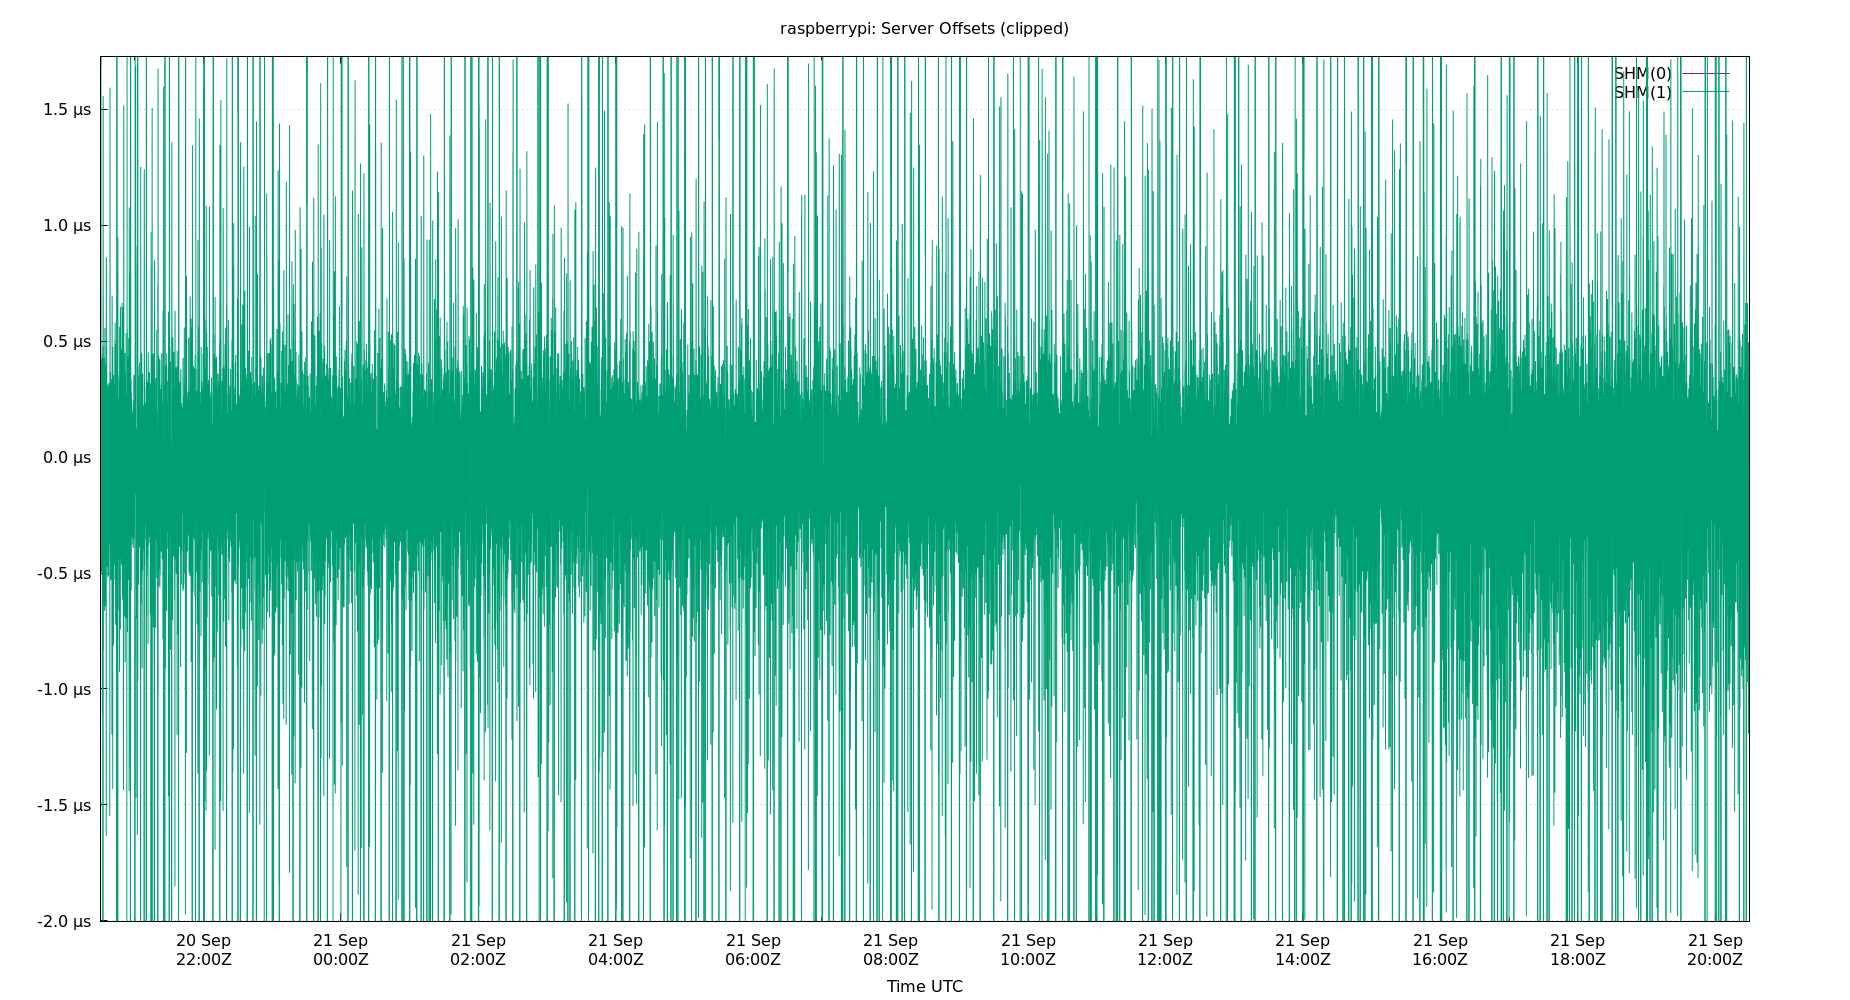 raspberrypi: Server Offsets (clipped)
SHM(0)
SHM(1)
1.5 µs
1.0 µs
0.5 µs
0.0 µs
-0.5 µs
-1.0 µs
-1.5 µs
-2.0 µs
20 Sep 21 Sep 21 Sep 21 Sep 21 Sep 21 Sep 21 Sep 21 Sep 21 Sep 21 Sep 21 Sep 21 Sep
22:00Z 00:00Z 02:00Z 04:00Z 06:00Z 08:00Z 10:00Z 12:00Z 14:00Z 16:00Z 18:00Z 20:00Z
Time UTC